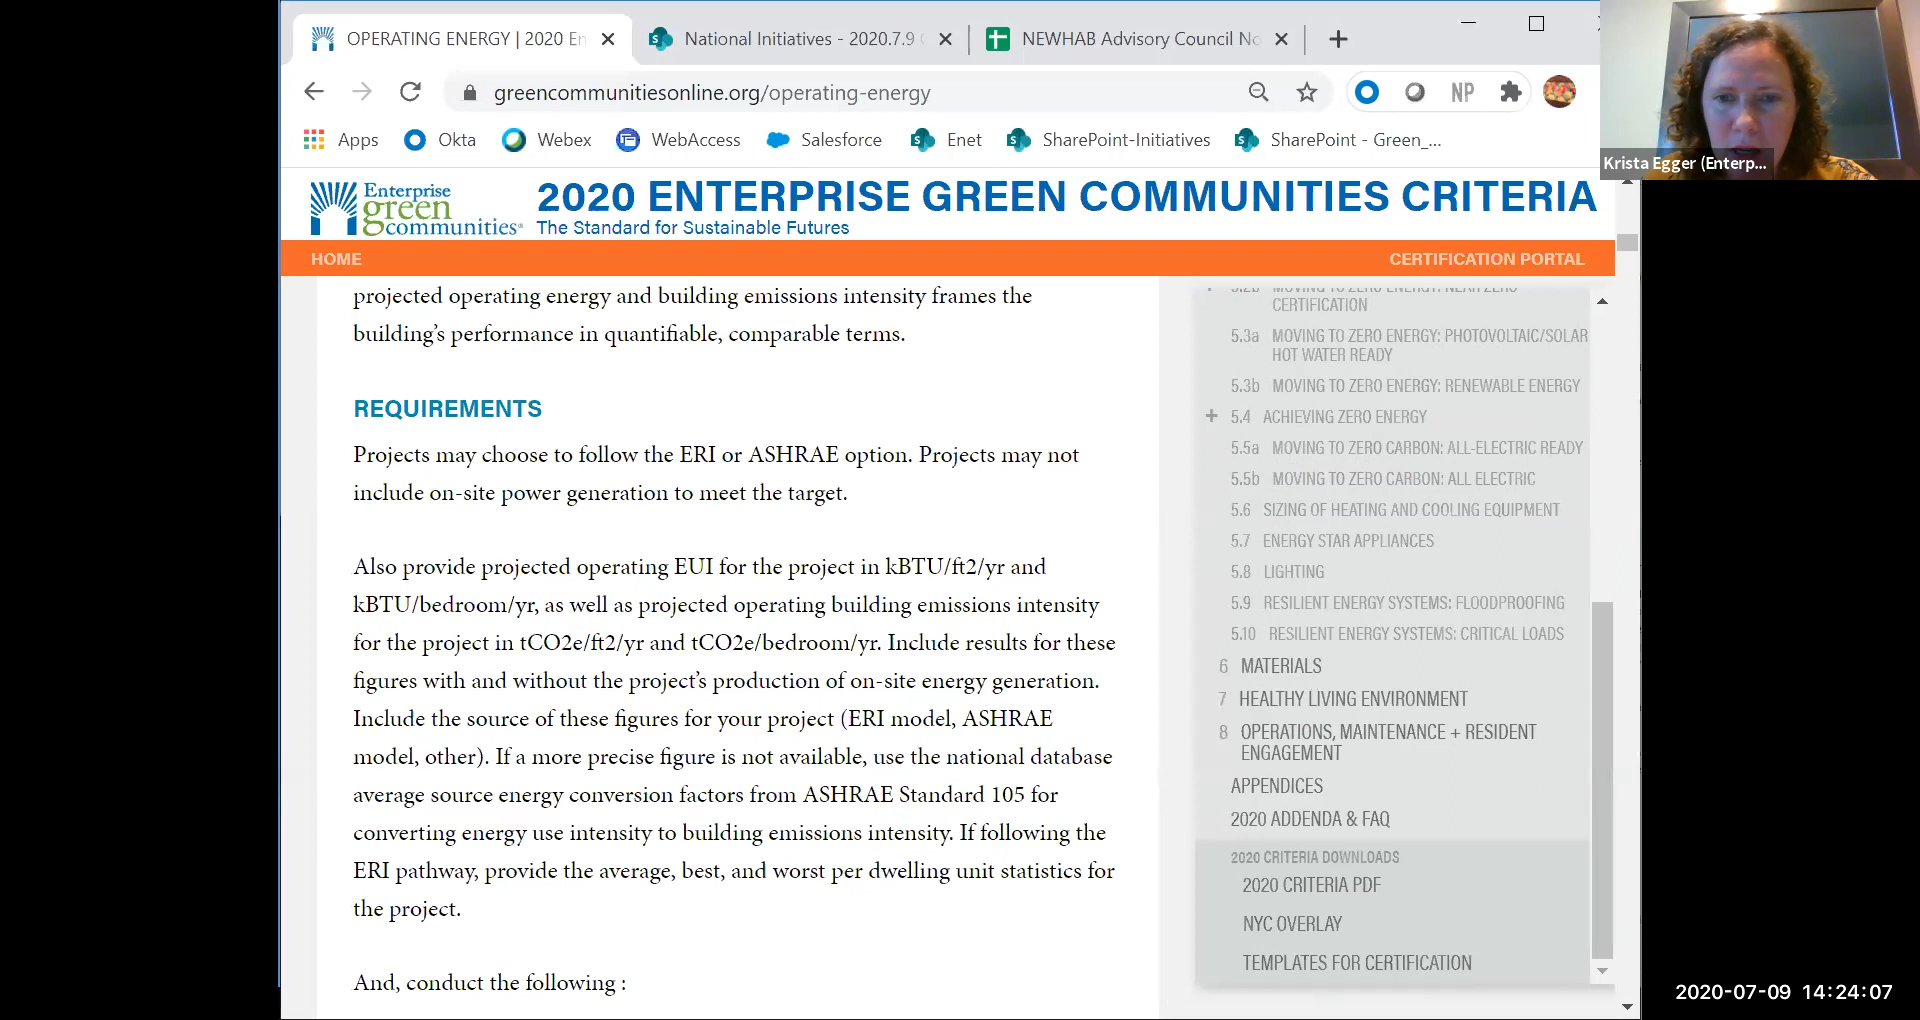 OPERATING ENERGY | 2020 En
National Initiatives - 2020.7.9
NEWHAB Advisory Council No
greencommunitiesonline.org/operating-energy
NP
Apps
Okta
Webex
WebAccess
Salesforce
Enet
SharePoint-Initiatives
SharePoint - Green_...
Krista Egger (Enterp...
Enterprise
green
communities®
2020 ENTERPRISE GREEN COMMUNITIES CRITERIA
The Standard for Sustainable Futures
HOME
CERTIFICATION PORTAL
projected operating energy and building emissions intensity frames the
building’s performance in quantifiable, comparable terms.
REQUIREMENTS
Projects may choose to follow the ERI or ASHRAE option. Projects may not
include on-site power generation to meet the target.
Also provide projected operating EUI for the project in kBTU/ft2/yr and
kBTU/bedroom/yr, as well as projected operating building emissions intensity
for the project in tCO2e/ft2/yr and tCO2e/bedroom/yr. Include results for these
figures with and without the project’s production of on-site energy generation.
Include the source of these figures for your project (ERI model, ASHRAE
model, other). If a more precise figure is not available, use the national database
average source energy conversion factors from ASHRAE Standard 105 for
converting energy use intensity to building emissions intensity. If following the
ERI pathway, provide the average, best, and worst per dwelling unit statistics for
the project.
And, conduct the following :
5.2b MOVING TO ZERO ENERGY: NEAR ZERO
CERTIFICATION
5.3a MOVING TO ZERO ENERGY: PHOTOVOLTAIC/SOLAR
HOT WATER READY
5.3b MOVING TO ZERO ENERGY: RENEWABLE ENERGY
+ 5.4 ACHIEVING ZERO ENERGY
5.5a MOVING TO ZERO CARBON: ALL-ELECTRIC READY
5.5b MOVING TO ZERO CARBON: ALL ELECTRIC
5.6 SIZING OF HEATING AND COOLING EQUIPMENT
5.7 ENERGY STAR APPLIANCES
5.8 LIGHTING
5.9 RESILIENT ENERGY SYSTEMS: FLOODPROOFING
5.10 RESILIENT ENERGY SYSTEMS: CRITICAL LOADS
6 MATERIALS
7 HEALTHY LIVING ENVIRONMENT
8 OPERATIONS, MAINTENANCE + RESIDENT
ENGAGEMENT
APPENDICES
2020 ADDENDA & FAQ
2020 CRITERIA DOWNLOADS
2020 CRITERIA PDF
NYC OVERLAY
TEMPLATES FOR CERTIFICATION
2020-07-09 14:24:07